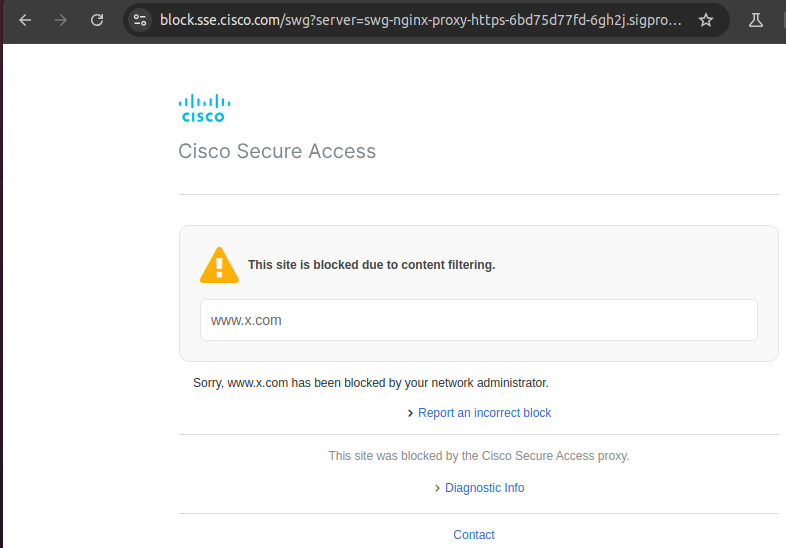 block.sse.cisco.com/swg?server=swg-nginx-proxy-https-6bd75d77fd-6gh2j.sigpro...
CISCO
Cisco Secure Access
This site is blocked due to content filtering.
www.x.com
Sorry, www.x.com has been blocked by your network administrator.
> Report an incorrect block
This site was blocked by the Cisco Secure Access proxy.
> Diagnostic Info
Contact